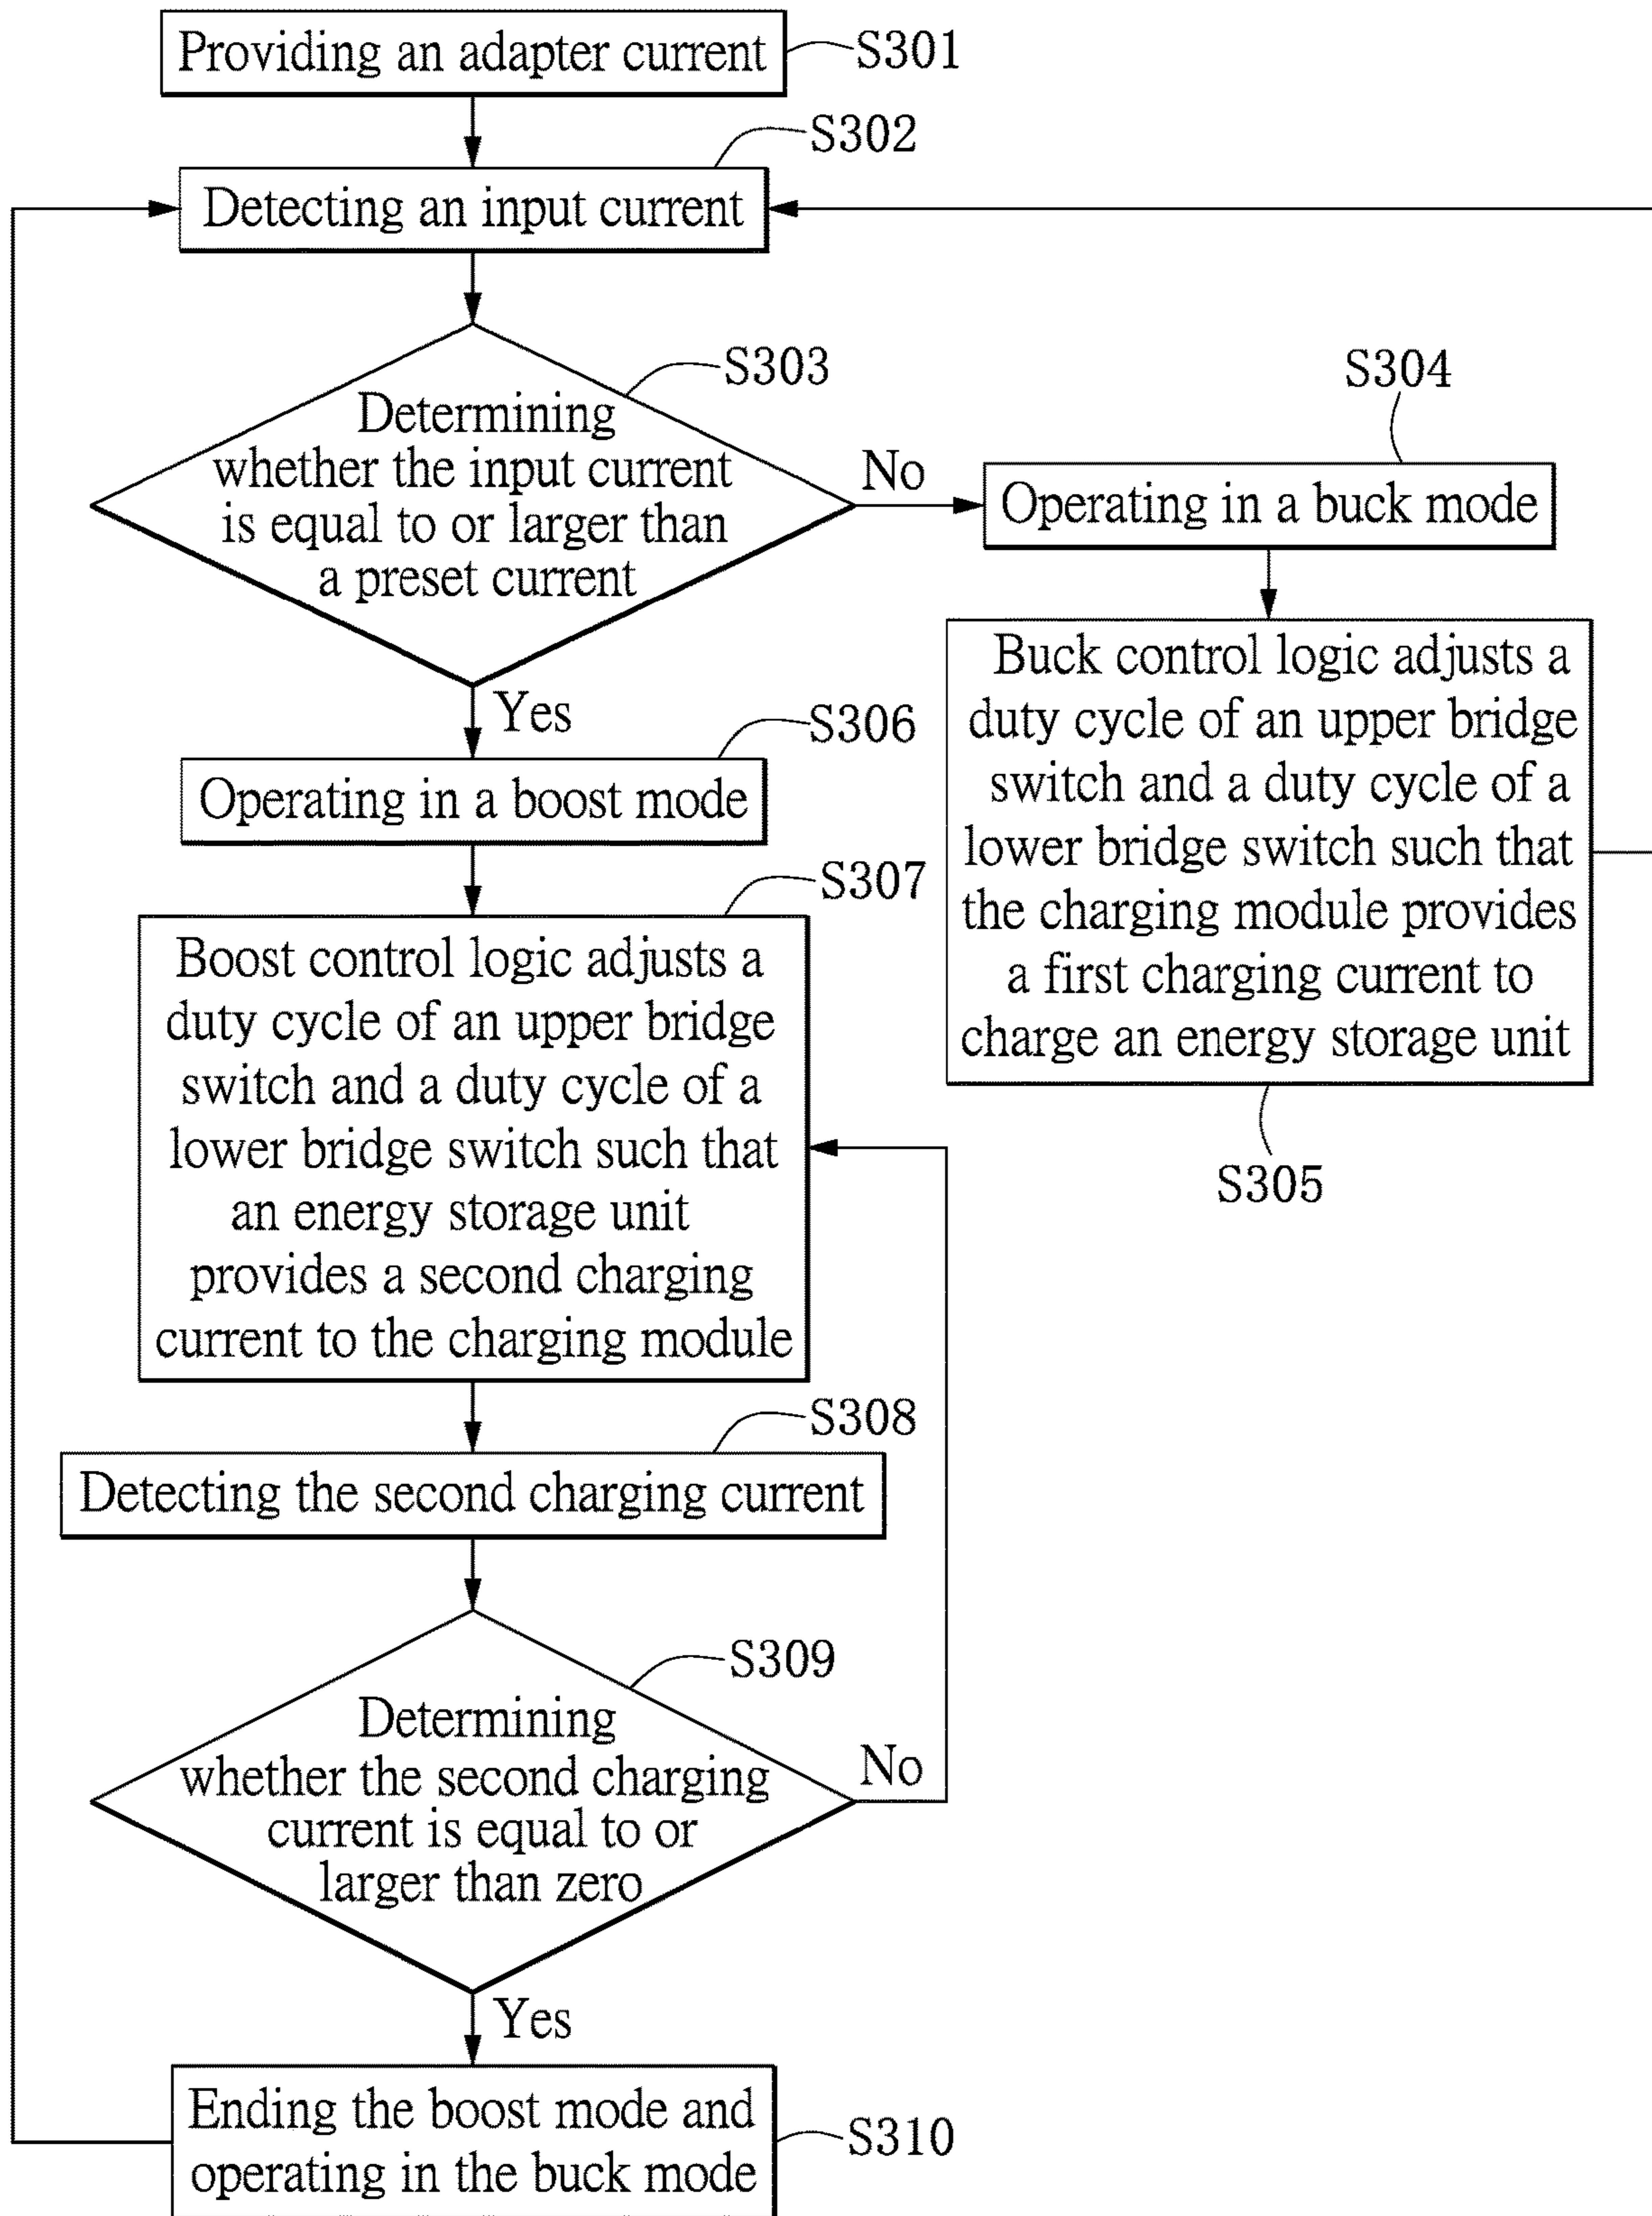 Providing an adapter current
S301
S302
Detecting an input current
S303
Determining
whether the input current
is equal to or larger than
a preset current
No
S304
Operating in a buck mode
Yes
S306
Operating in a boost mode
Buck control logic adjusts a
duty cycle of an upper bridge
switch and a duty cycle of a
lower bridge switch such that
the charging module provides
a first charging current to
charge an energy storage unit
S305
S307
Boost control logic adjusts a
duty cycle of an upper bridge
switch and a duty cycle of a
lower bridge switch such that
an energy storage unit
provides a second charging
current to the charging module
S308
Detecting the second charging current
S309
Determining
whether the second charging
current is equal to or
larger than zero
No
Yes
Ending the boost mode and
operating in the buck mode
S310